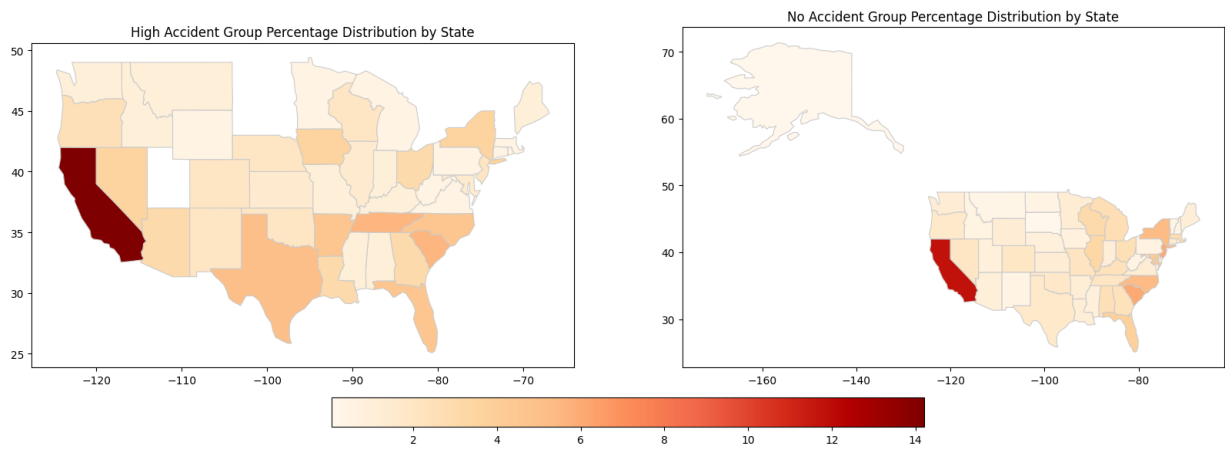 High Accident Group Percentage Distribution by State
50
45
40
35
30
25
−120 −110 −100 −90 −80 −70
No Accident Group Percentage Distribution by State
70
60
50
40
30
−160 −140 −120 −100 −80
2 4 6 8 10 12 14